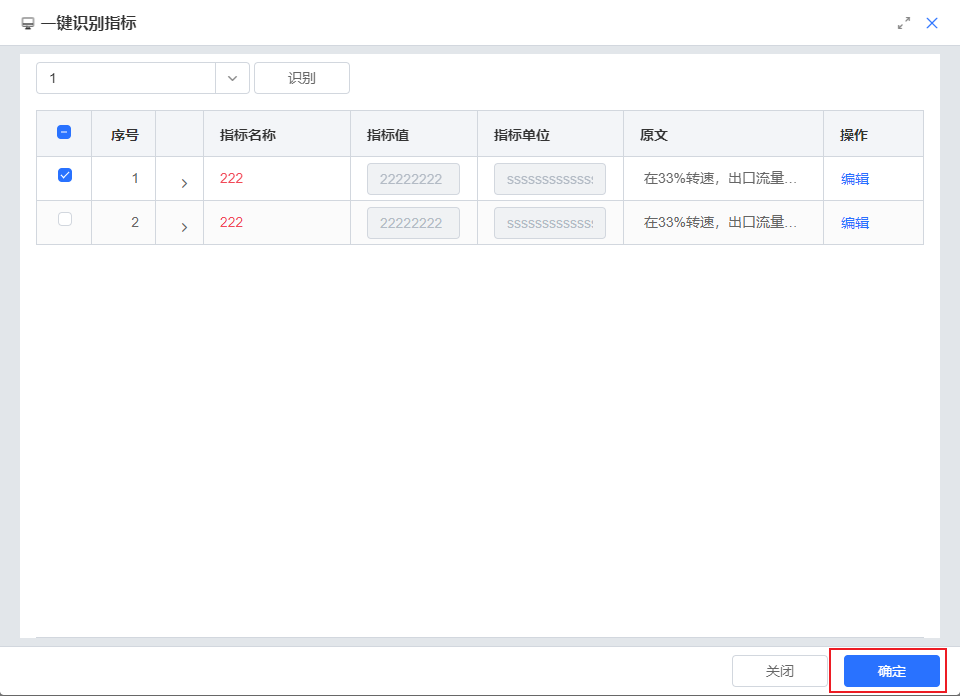 一键识别指标
1
识别
序号 指标名称 指标值 指标单位 原文 操作
1 222 22222222 ssssssssssss 在33%转速，出口流量... 编辑
2 222 22222222 ssssssssssss 在33%转速，出口流量... 编辑
关闭 确定